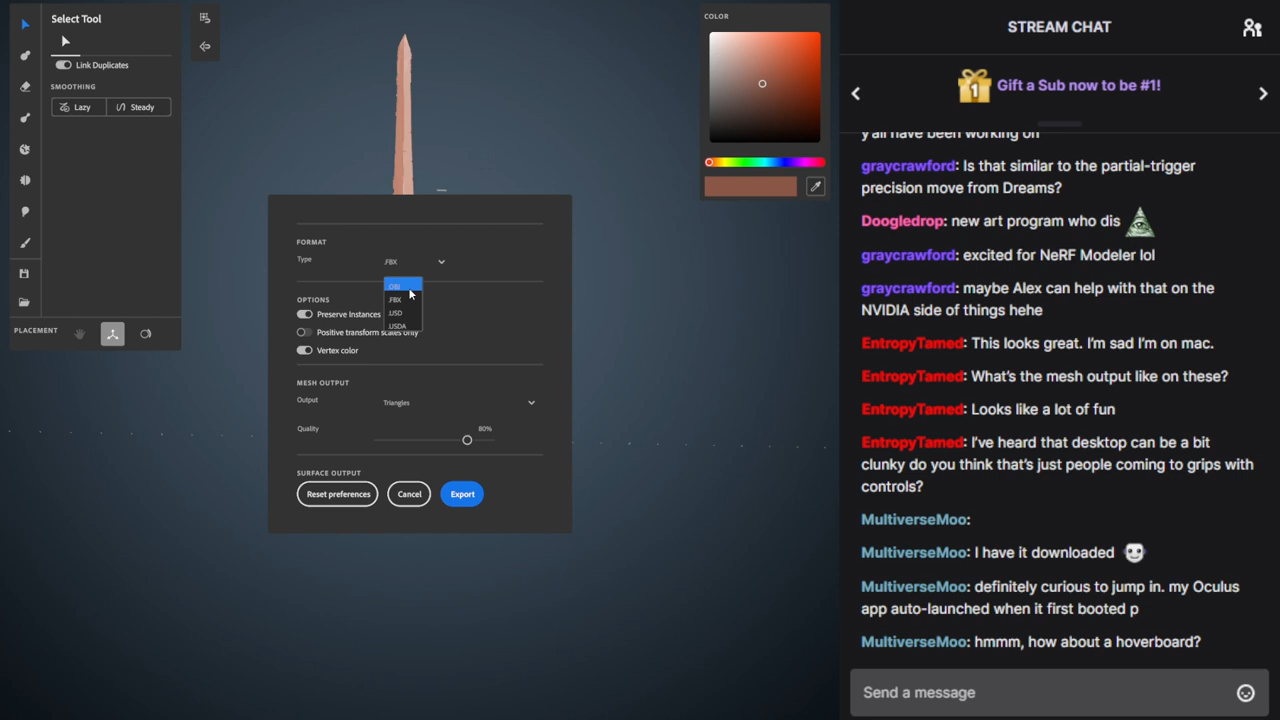 Select Tool
Link Duplicates
SMOOTHING
Lazy
Steady
PLACEMENT
FORMAT
Type
.FBX
.OBJ
.FBX
.USD
.USDA
OPTIONS
Preserve Instances
Positive transform scales only
Vertex color
MESH OUTPUT
Output
Triangles
Quality
80%
SURFACE OUTPUT
Reset preferences
Cancel
Export
COLOR
STREAM CHAT
1
Gift a Sub now to be #1!
y'all have been working on
graycrawford: Is that similar to the partial-trigger
precision move from Dreams?
Doogledrop: new art program who dis
graycrawford: excited for NeRF Modeler lol
graycrawford: maybe Alex can help with that on the
NVIDIA side of things hehe
EntropyTamed: This looks great. I'm sad I'm on mac.
EntropyTamed: What's the mesh output like on these?
EntropyTamed: Looks like a lot of fun
EntropyTamed: I've heard that desktop can be a bit
clunky do you think that's just people coming to grips with
controls?
MultiverseMoo:
MultiverseMoo: I have it downloaded
MultiverseMoo: definitely curious to jump in. my Oculus
app auto-launched when it first booted p
MultiverseMoo: hmmm, how about a hoverboard?
Send a message